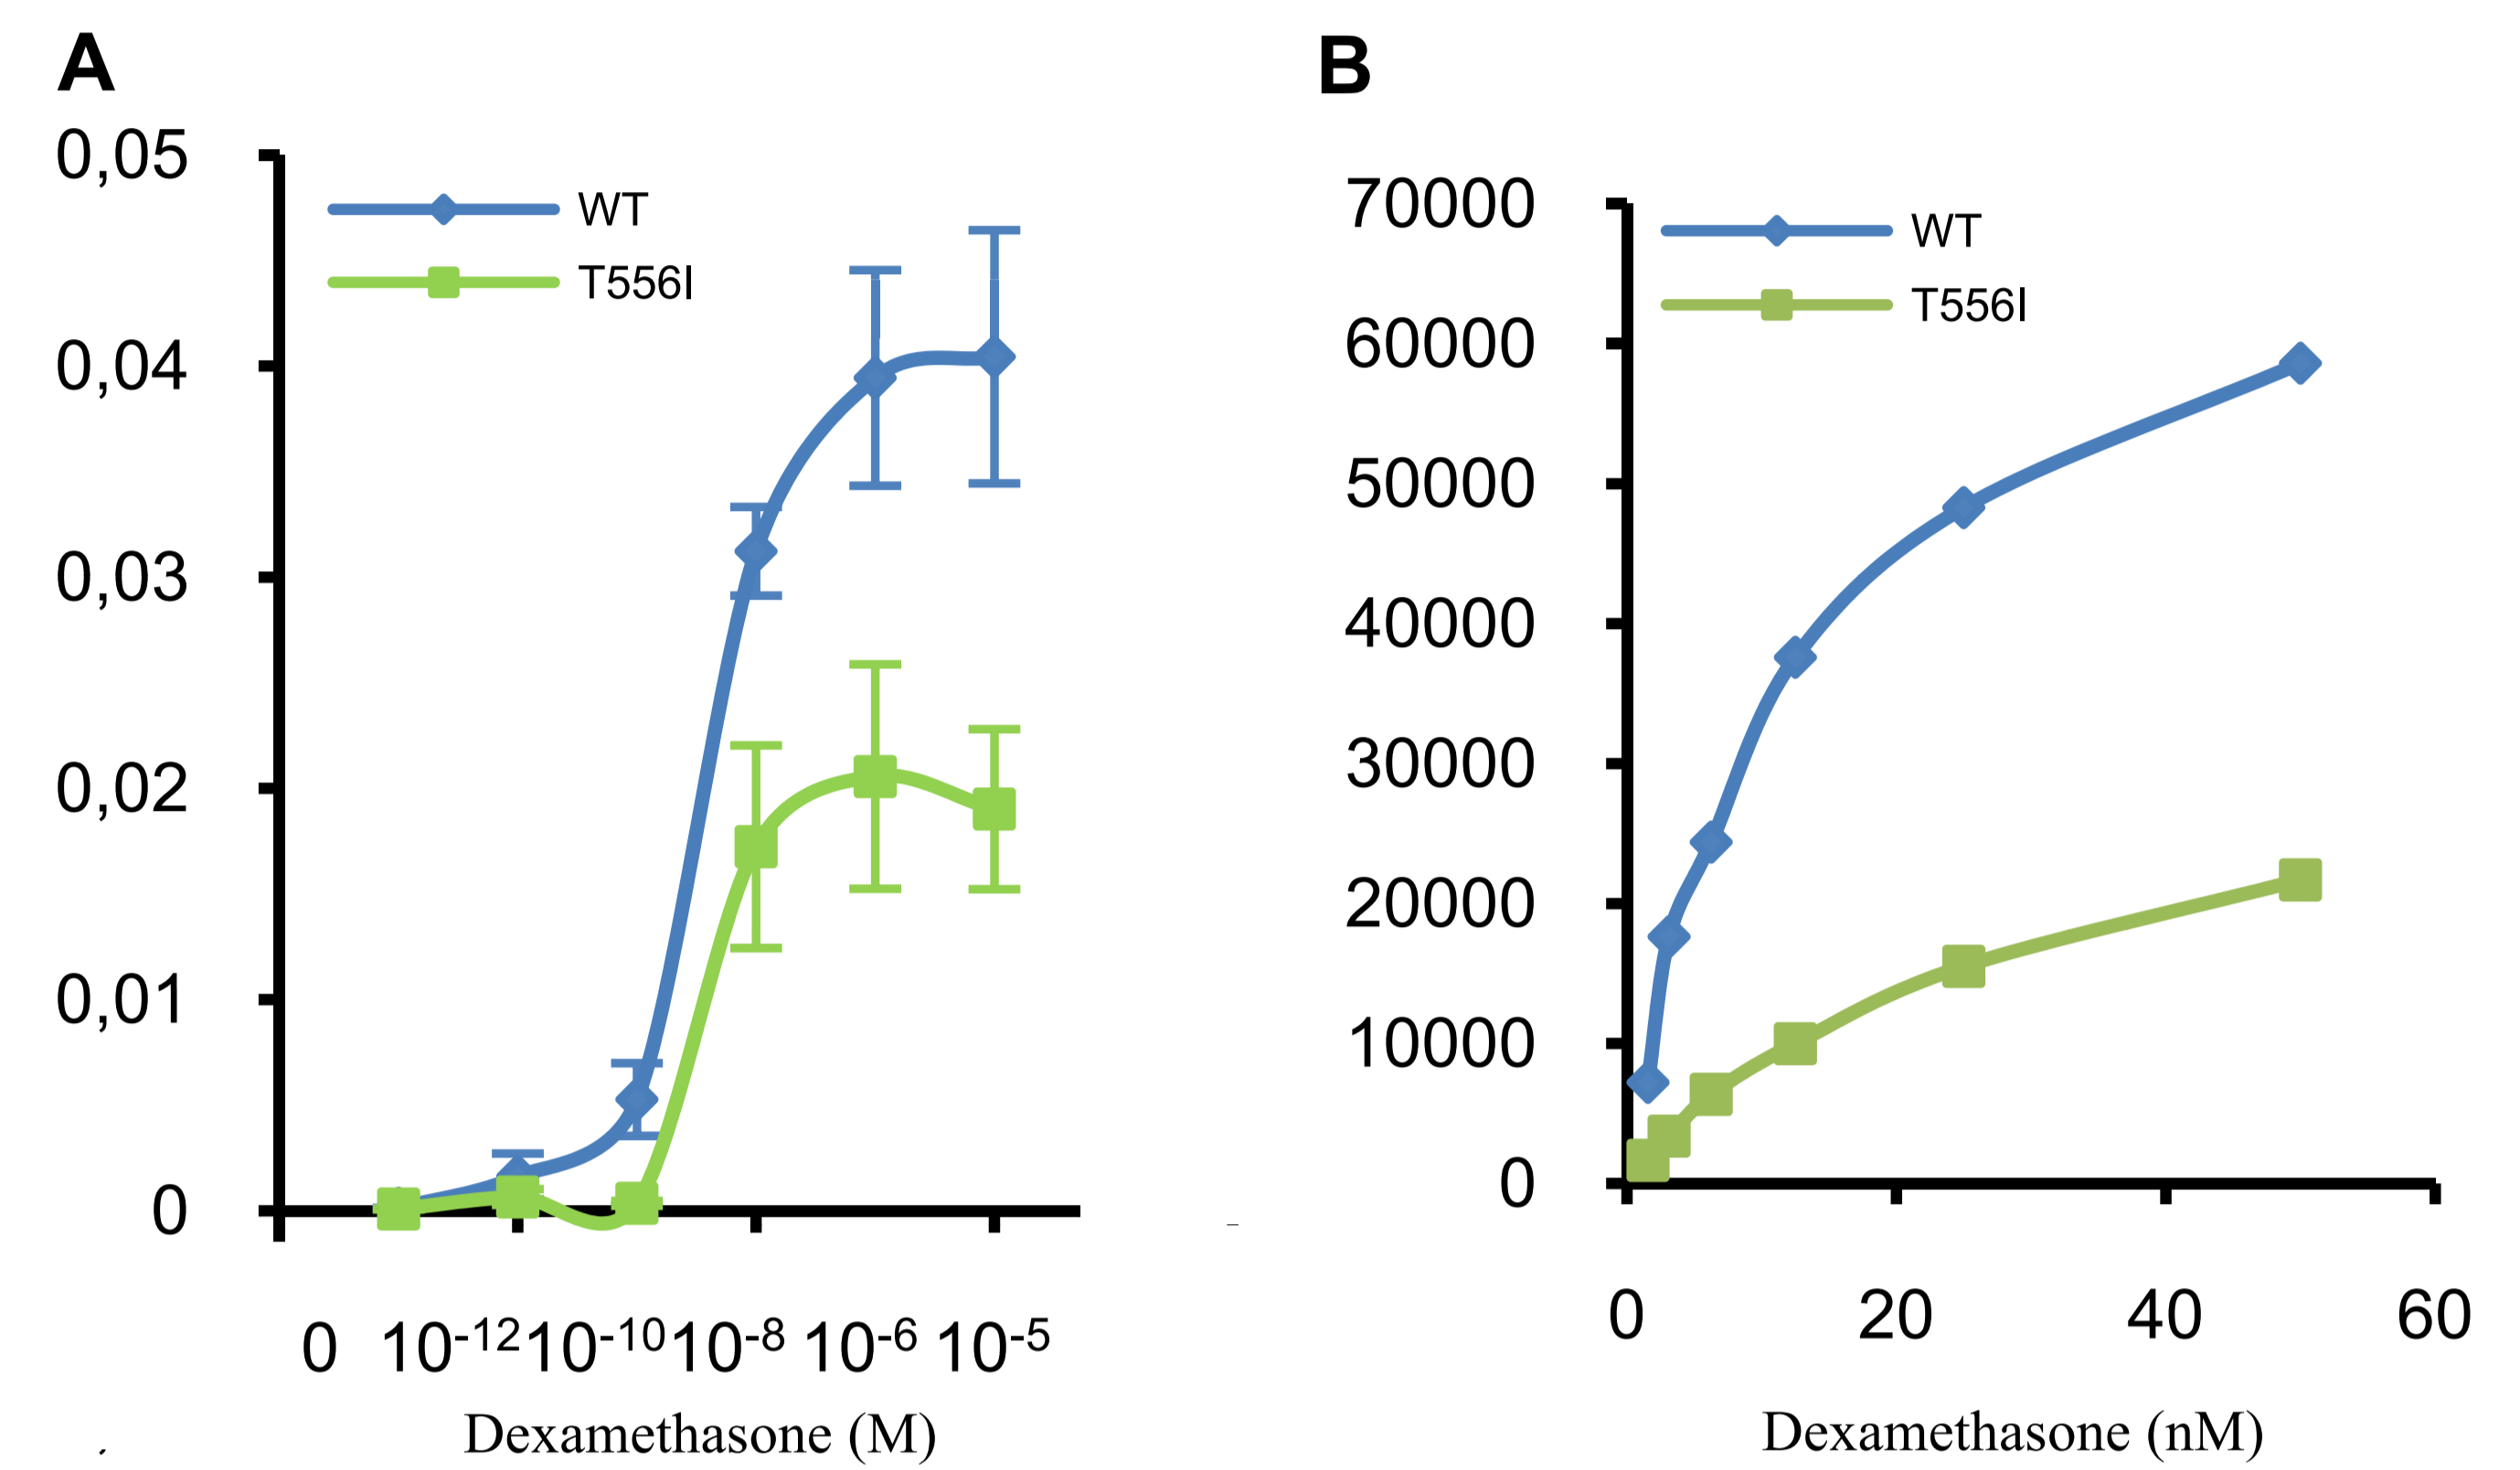 A
0,05
0,04
0,03
0,02
0,01
0
WT
T556I
0 10-12 10-10 10-8 10-6 10-5
Dexamethasone (M)
B
70000
60000
50000
40000
30000
20000
10000
0
WT
T556I
0 20 40 60
Dexamethasone (nM)